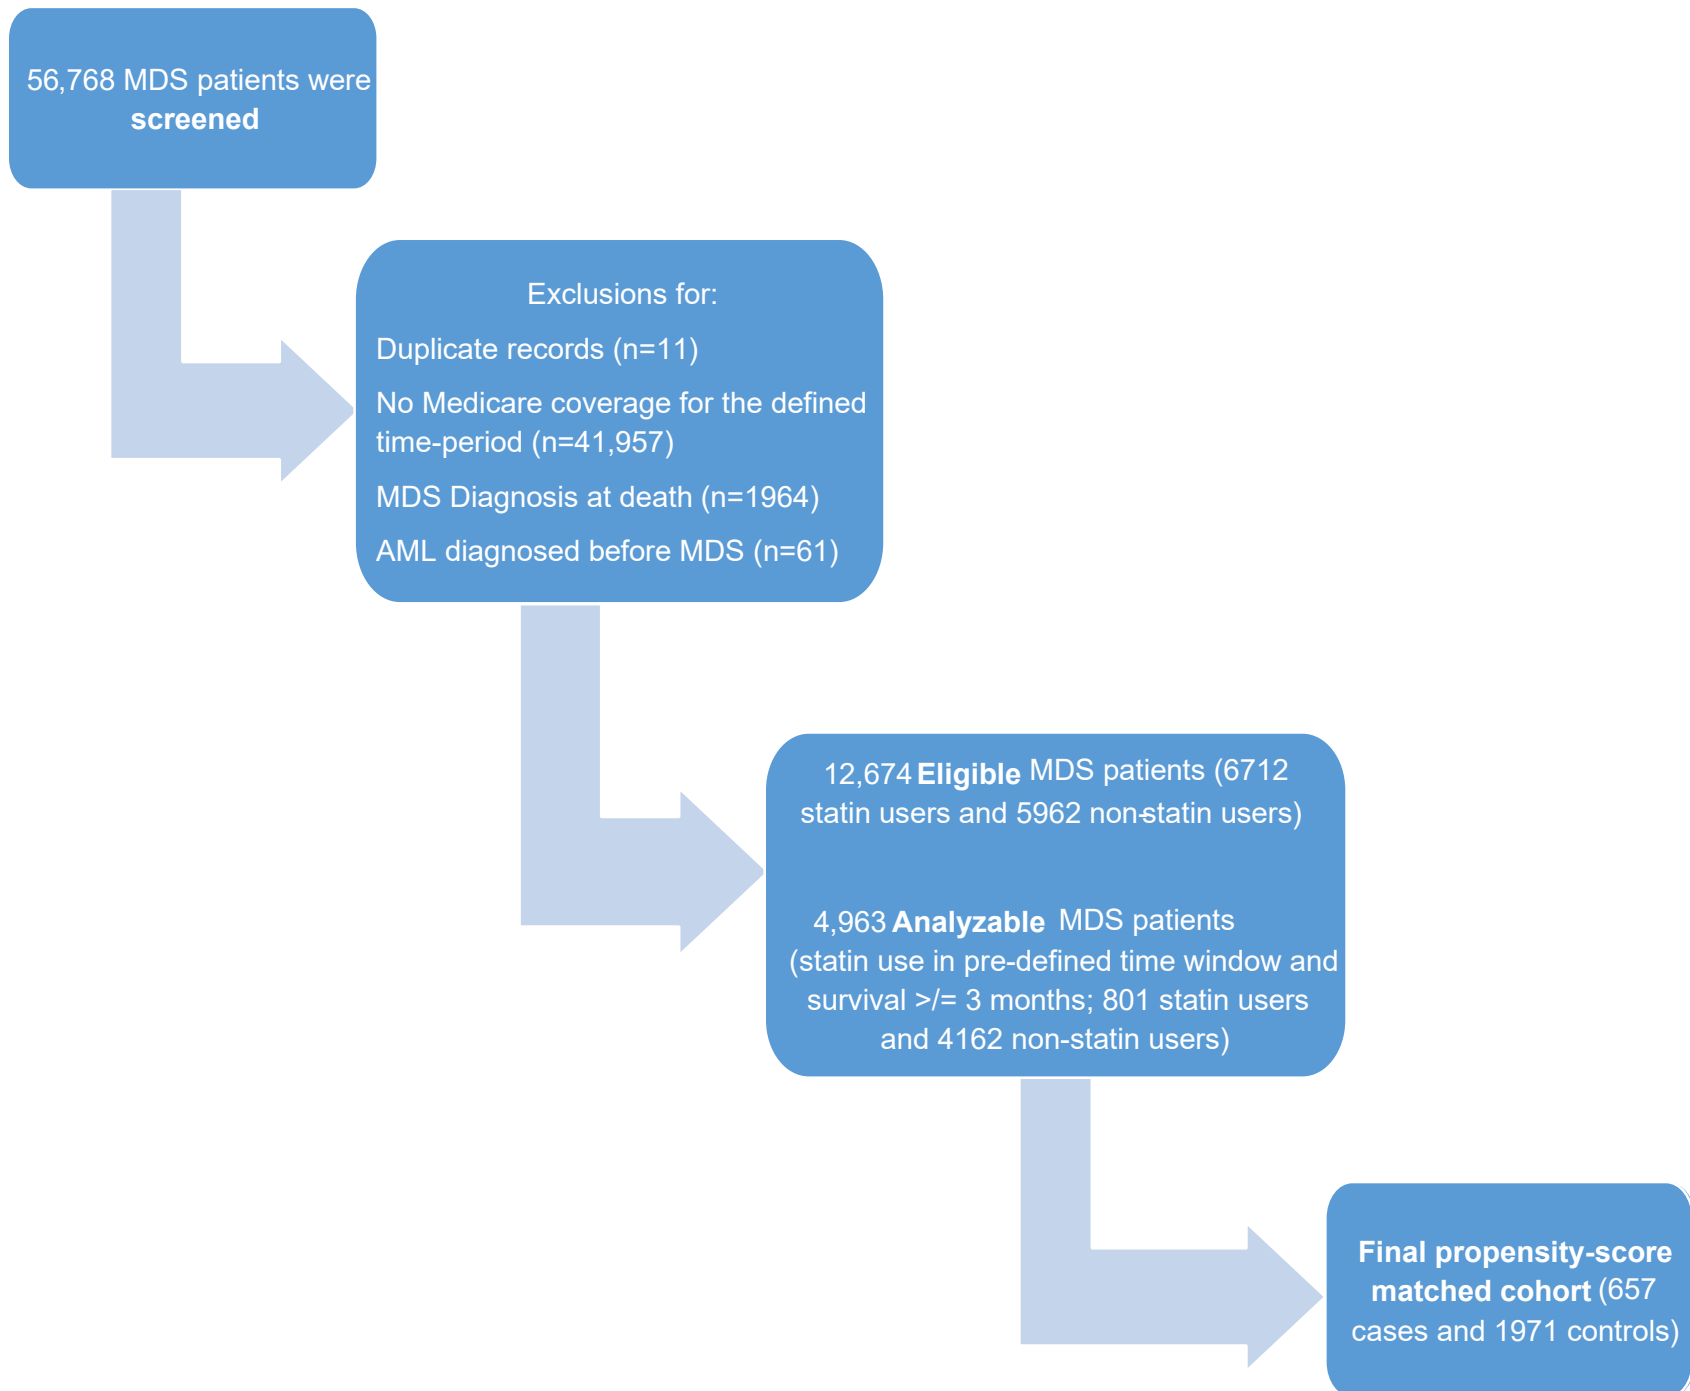 56,768 MDS patients were
screened
Exclusions for:
Duplicate records (n=11)
No Medicare coverage for the defined
time-period (n=41,957)
MDS Diagnosis at death (n=1964)
AML diagnosed before MDS (n=61)
12,674 Eligible MDS patients (6712
statin users and 5962 non-statin users)
4,963 Analyzable MDS patients
(statin use in pre-defined time window and
survival >/= 3 months; 801 statin users
and 4162 non-statin users)
Final propensity-score
matched cohort (657
cases and 1971 controls)